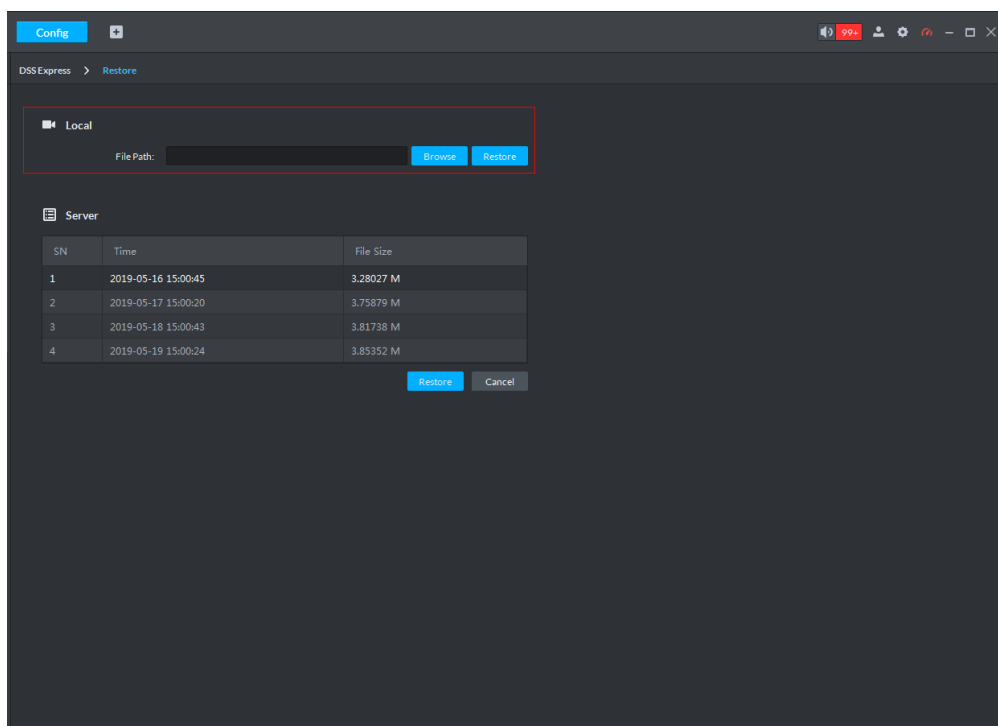 Config
99+
DSS Express > Restore
Local
File Path: Browse Restore
Server
SN Time File Size
1 2019-05-16 15:00:45 3.28027 M
2 2019-05-17 15:00:20 3.75879 M
3 2019-05-18 15:00:43 3.81738 M
4 2019-05-19 15:00:24 3.85352 M
Restore Cancel